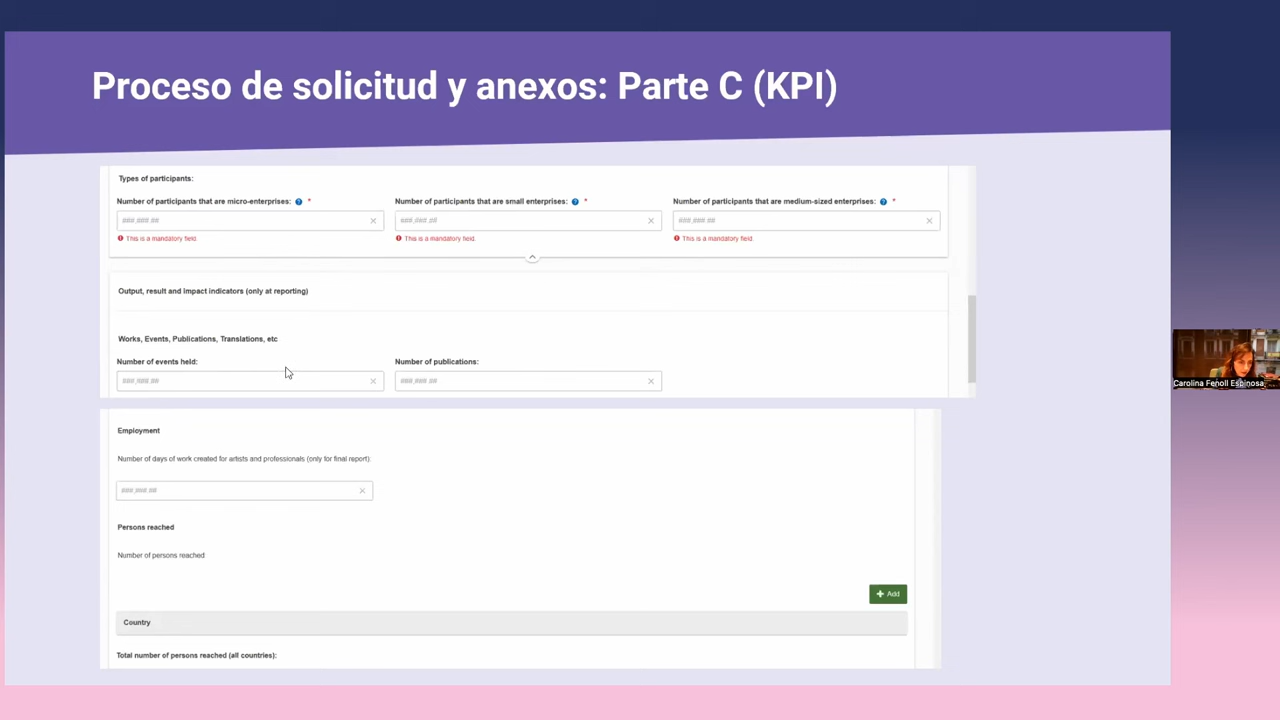 Proceso de solicitud y anexos: Parte C (KPI)
Types of participants:
Number of participants that are micro-enterprises: ? *
Number of participants that are small enterprises: ? *
Number of participants that are medium-sized enterprises: ? *
###,###.##
###,###.##
###,###.##
This is a mandatory field.
This is a mandatory field.
This is a mandatory field.
Output, result and impact indicators (only at reporting)
Works, Events, Publications, Translations, etc
Number of events held:
Number of publications:
###,###.##
###,###.##
Employment
Number of days of work created for artists and professionals (only for final report):
###,###.##
Persons reached
Number of persons reached
+ Add
Country
Total number of persons reached (all countries):
Carolina Fenoll Espinosa